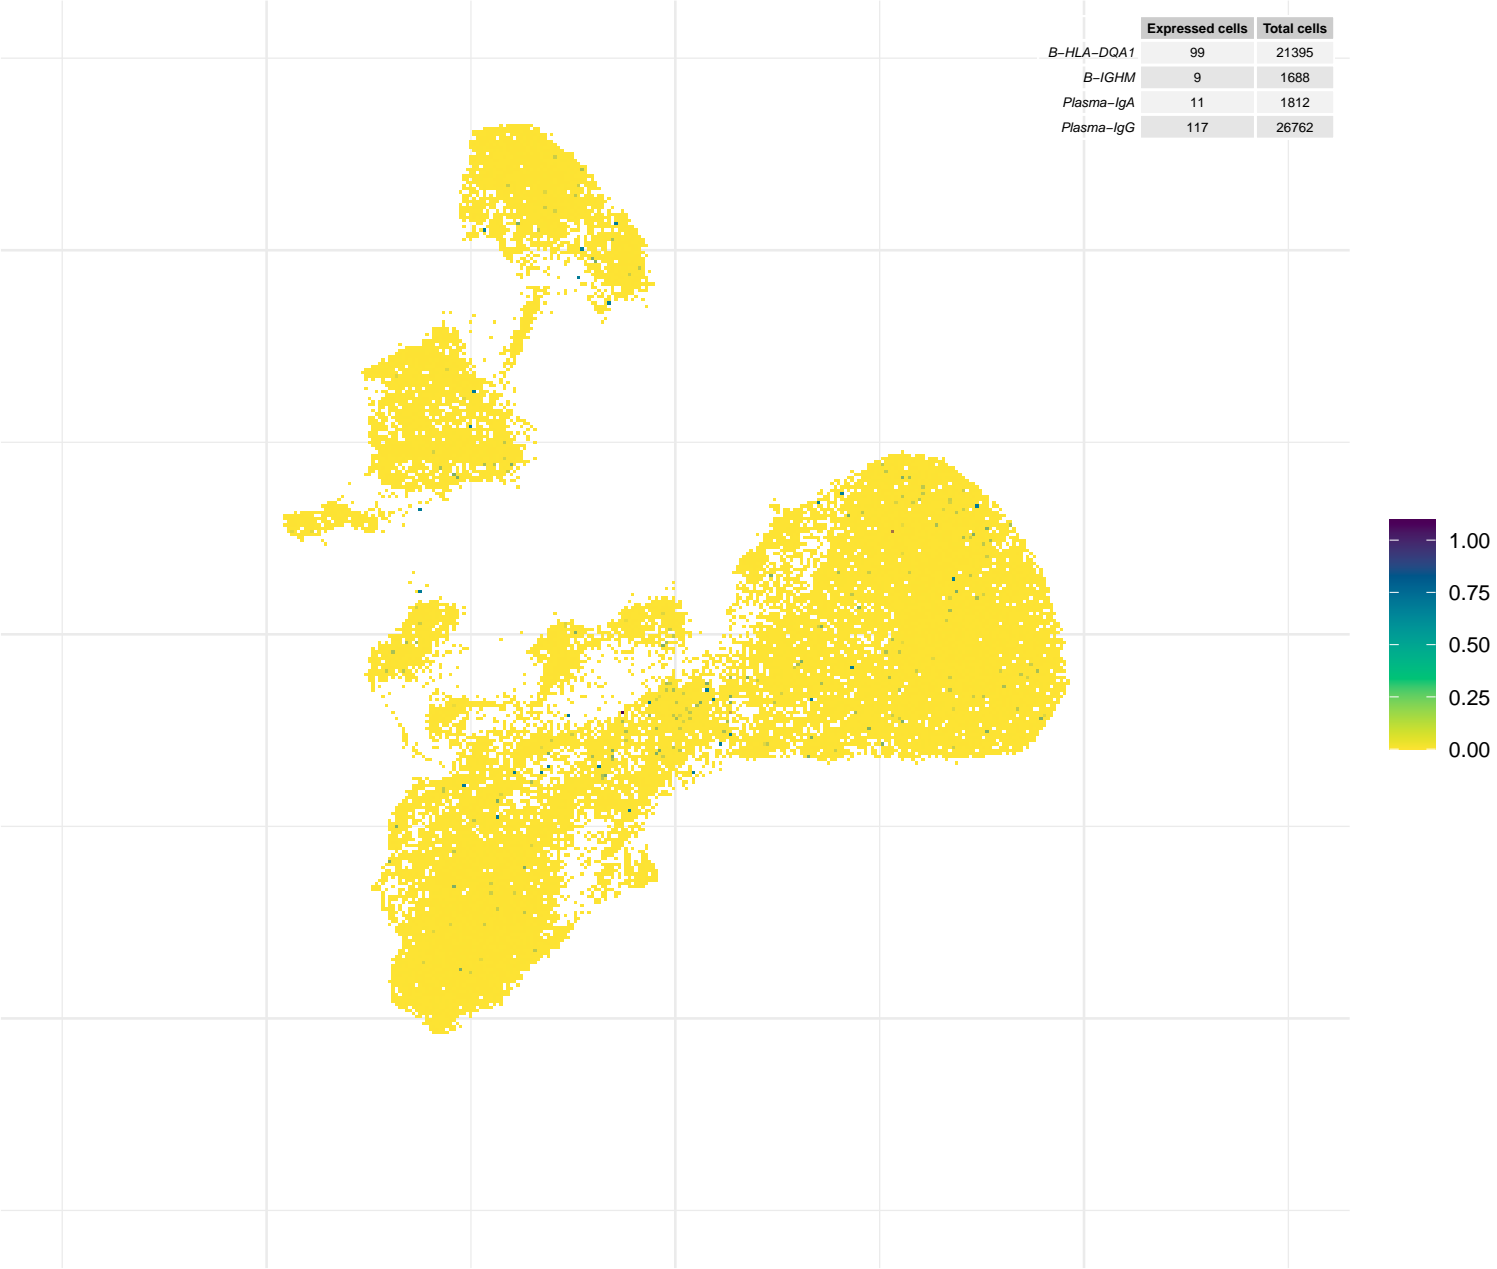 Expressed cells Total cells
B−HLA−DQA1 99 21395
B−IGHM 9 1688
Plasma−IgA 11 1812
Plasma−IgG 117 26762
1.00
0.75
0.50
0.25
0.00